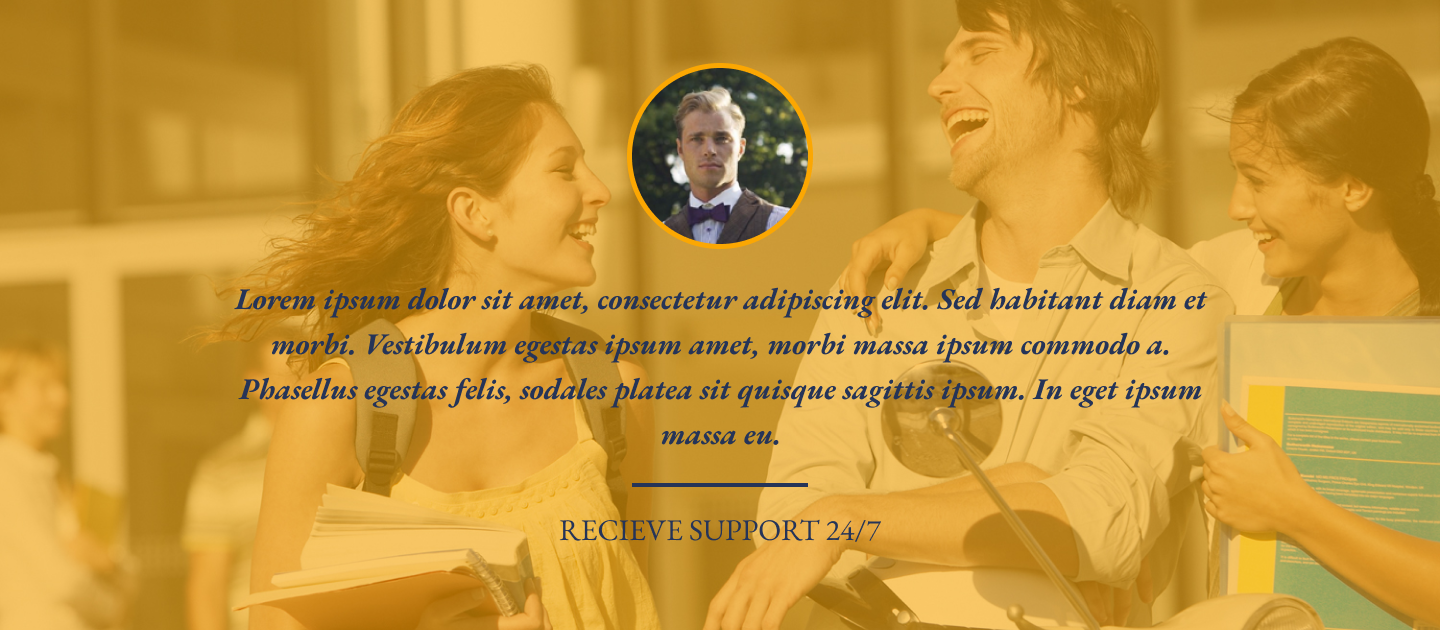 Lorem ipsum dolor sit amet, consectetur adipiscing elit. Sed habitant diam et
morbi. Vestibulum egestas ipsum amet, morbi massa ipsum commodo a.
Phasellus egestas felis, sodales platea sit quisque sagittis ipsum. In eget ipsum
massa eu.
RECIEVE SUPPORT 24/7